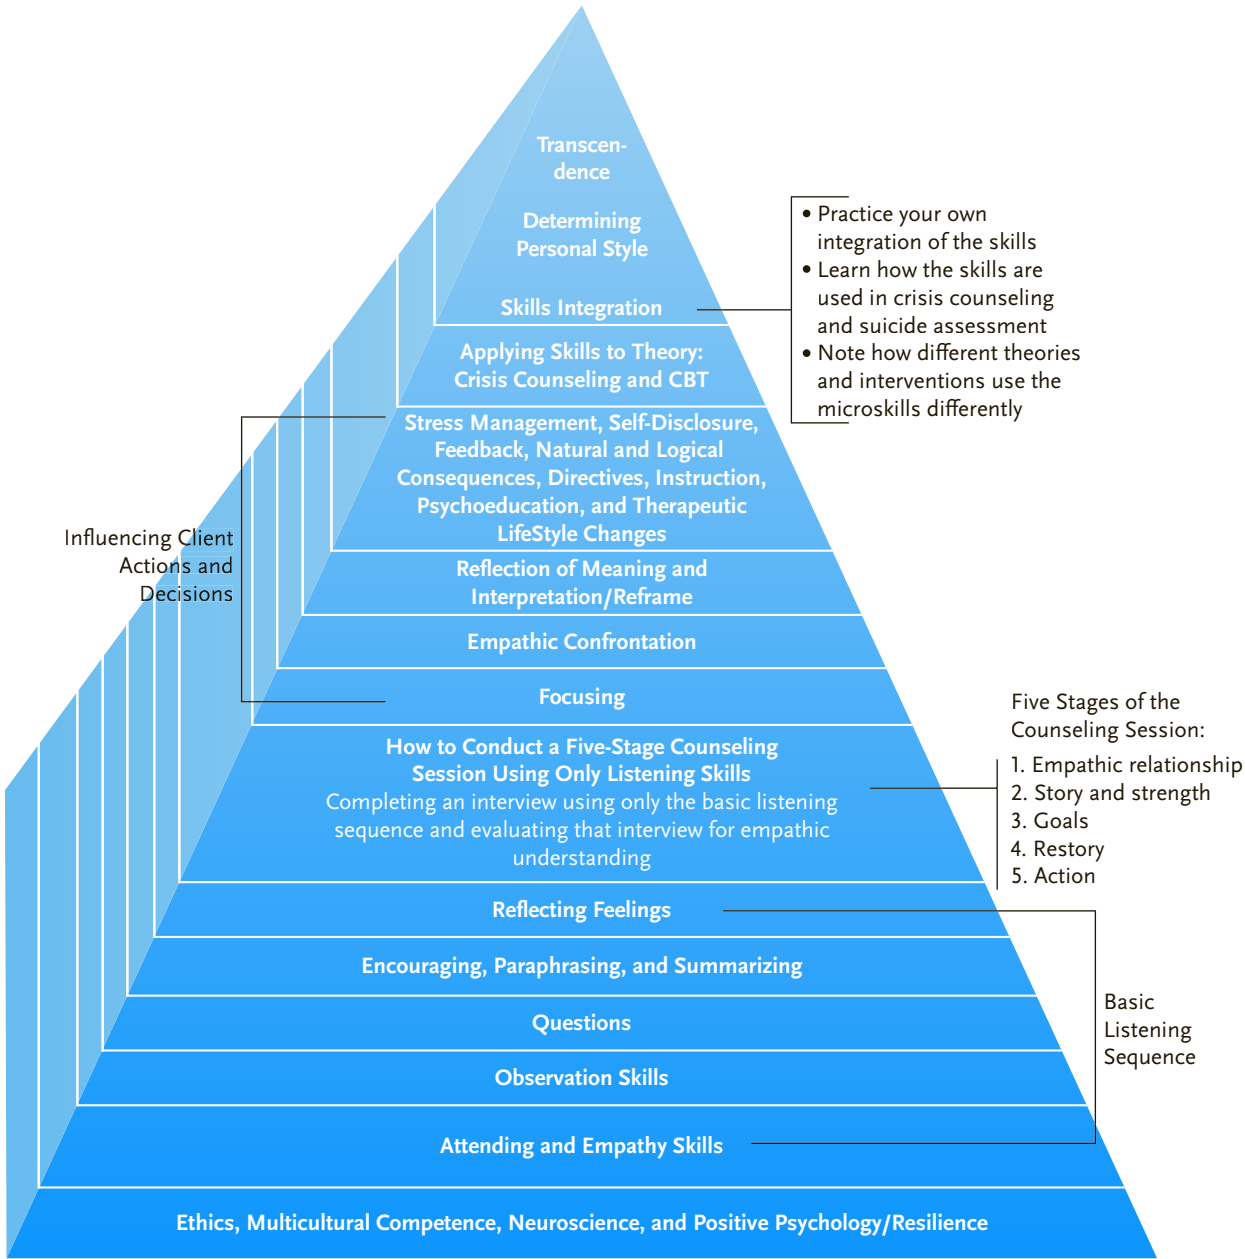 Transcen-
dence
Determining
Personal Style
Skills Integration
• Practice your own
integration of the skills
• Learn how the skills are
used in crisis counseling
and suicide assessment
• Note how different theories
and interventions use the
microskills differently
Applying Skills to Theory:
Crisis Counseling and CBT
Stress Management, Self-Disclosure,
Feedback, Natural and Logical
Consequences, Directives, Instruction,
Psychoeducation, and Therapeutic
LifeStyle Changes
Influencing Client
Actions and
Decisions
Reflection of Meaning and
Interpretation/Reframe
Empathic Confrontation
Focusing
How to Conduct a Five-Stage Counseling
Session Using Only Listening Skills
Completing an interview using only the basic listening
sequence and evaluating that interview for empathic
understanding
Five Stages of the
Counseling Session:
1. Empathic relationship
2. Story and strength
3. Goals
4. Restory
5. Action
Reflecting Feelings
Encouraging, Paraphrasing, and Summarizing
Questions
Observation Skills
Attending and Empathy Skills
Basic
Listening
Sequence
Ethics, Multicultural Competence, Neuroscience, and Positive Psychology/Resilience